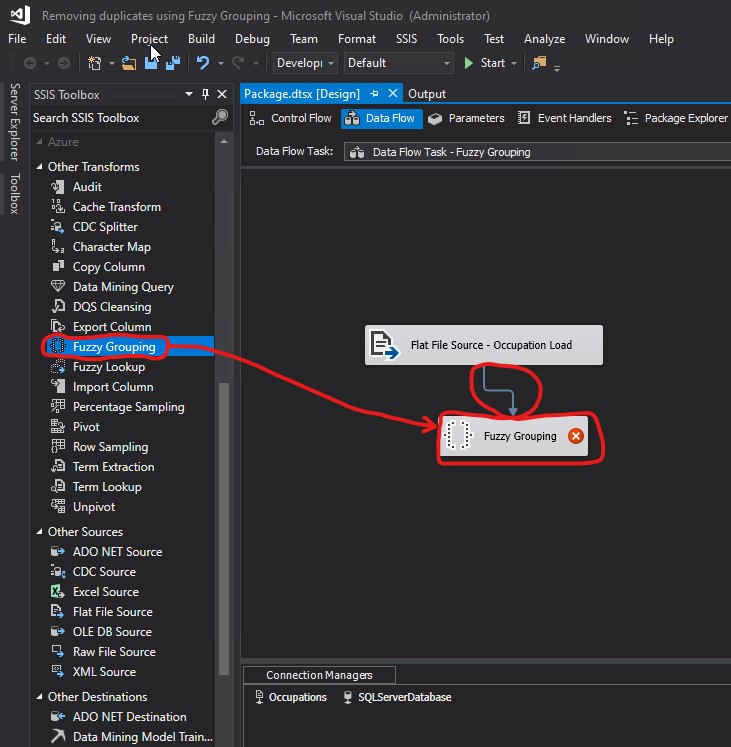 Removing duplicates using Fuzzy Grouping - Microsoft Visual Studio (Administrator)
File Edit View Project Build Debug Team Format SSIS Tools Test Analyze Window Help
Developi Default Start
Server Explorer
Toolbox
SSIS Toolbox
Search SSIS Toolbox
Azure
Other Transforms
Audit
Cache Transform
CDC Splitter
Character Map
Copy Column
Data Mining Query
DQS Cleansing
Export Column
Fuzzy Grouping
Fuzzy Lookup
Import Column
Percentage Sampling
Pivot
Row Sampling
Term Extraction
Term Lookup
Unpivot
Other Sources
ADO NET Source
CDC Source
Excel Source
Flat File Source
OLE DB Source
Raw File Source
XML Source
Other Destinations
ADO NET Destination
Data Mining Model Train...
Package.dtsx [Design] Output
Control Flow Data Flow Parameters Event Handlers Package Explorer
Data Flow Task: Data Flow Task - Fuzzy Grouping
Flat File Source - Occupation Load
Fuzzy Grouping
Connection Managers
Occupations SQLServerDatabase